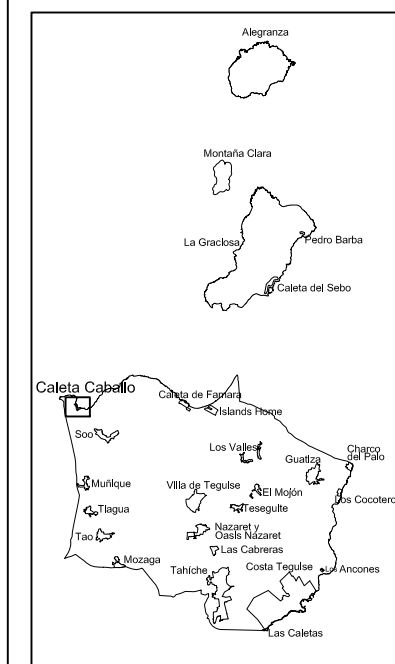 Alegranza
Montaña Clara
La Graciosa
Pedro Barba
Caleta del Sebo
Caleta Caballo
Caleta de Famara
Islands Home
Soo
Los Valles
Guatiza
Charco
del Palo
Muñique
Villa de Teguise
El Mojón
Los Cocoteros
Tiagua
Teseguite
Tao
Nazaret y
Oasis Nazaret
Las Cabreras
Mozaga
Tahíche
Costa Teguise
Los Ancones
Las Caletas